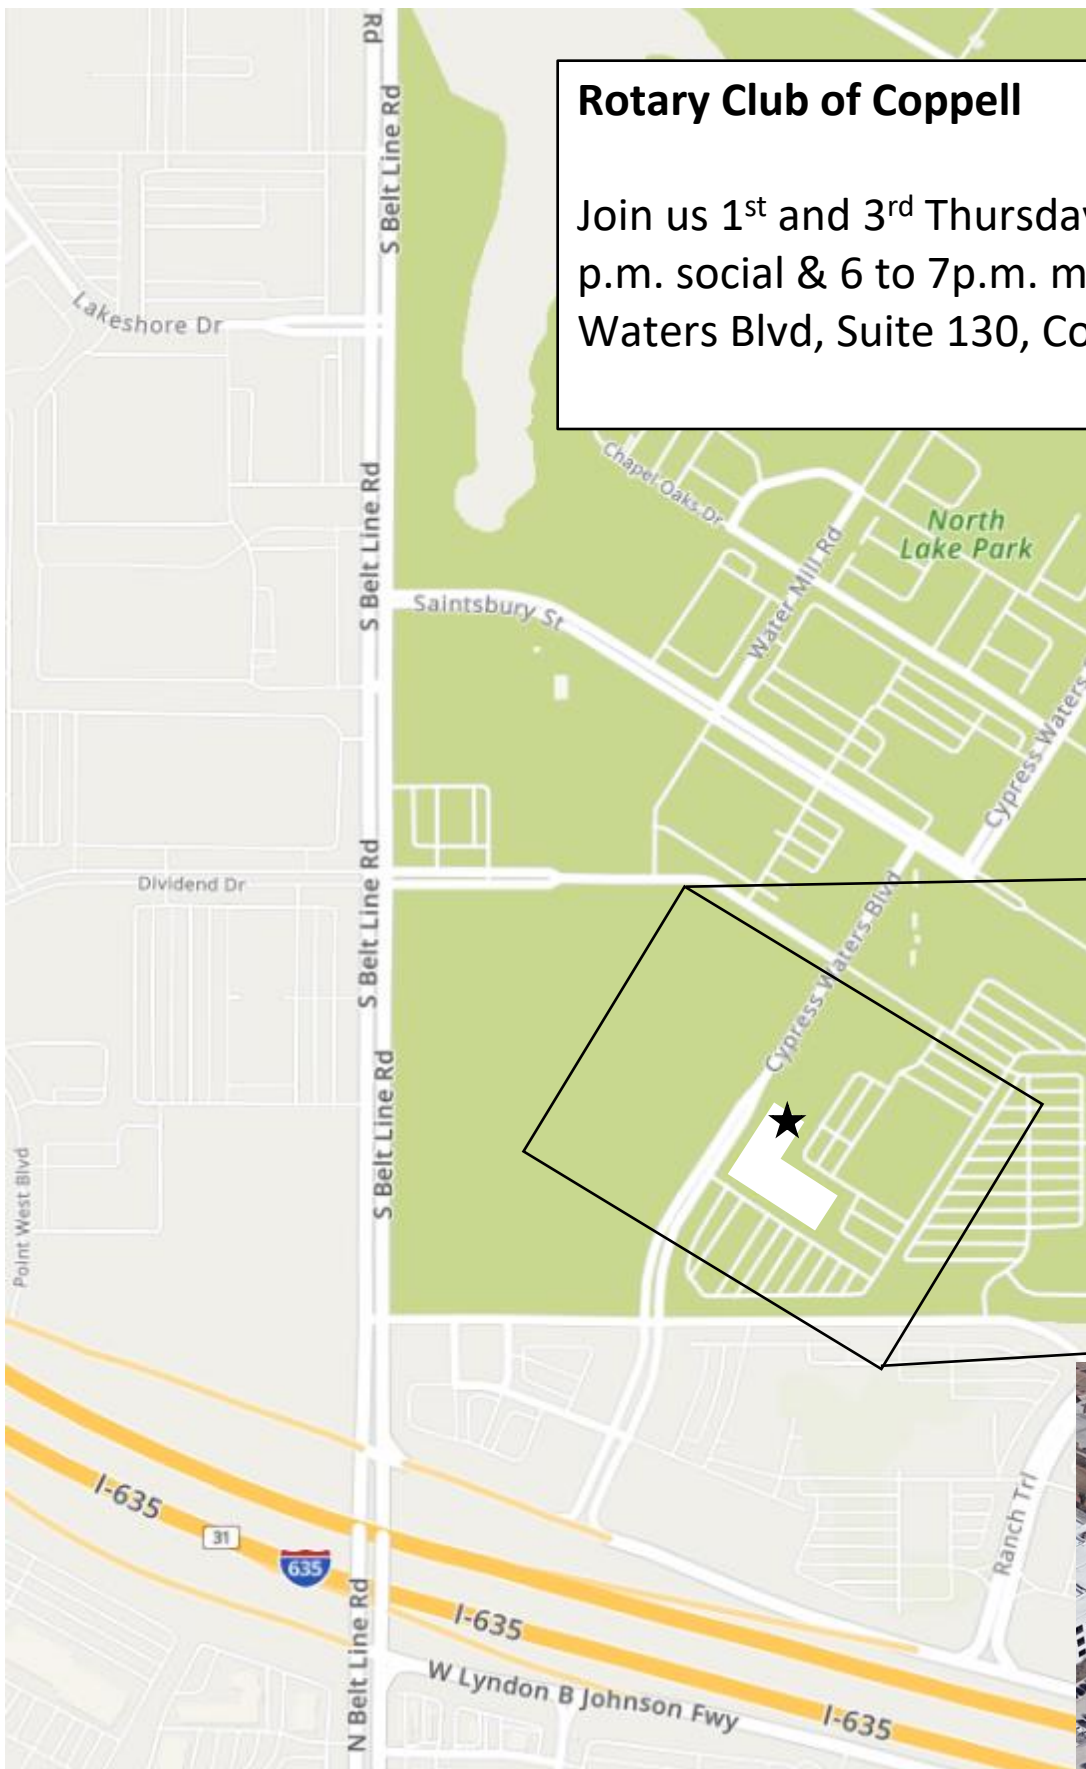 Rd
S Belt Line Rd
Rotary Club of Coppell
Join us 1st and 3rd Thursday
p.m. social & 6 to 7p.m. m
Waters Blvd, Suite 130, Co
Lakeshore Dr
S Belt Line Rd
Chapel Oaks Dr
North
Lake Park
Water Mill Rd
Saintsbury St
Cypress Waters
Dividend Dr
S Belt Line Rd
Cypress Waters Blvd
S Belt Line Rd
Point West Blvd
I-635
31
635
Ranch Trl
N Belt Line Rd
I-635
W Lyndon B Johnson Fwy
I-635